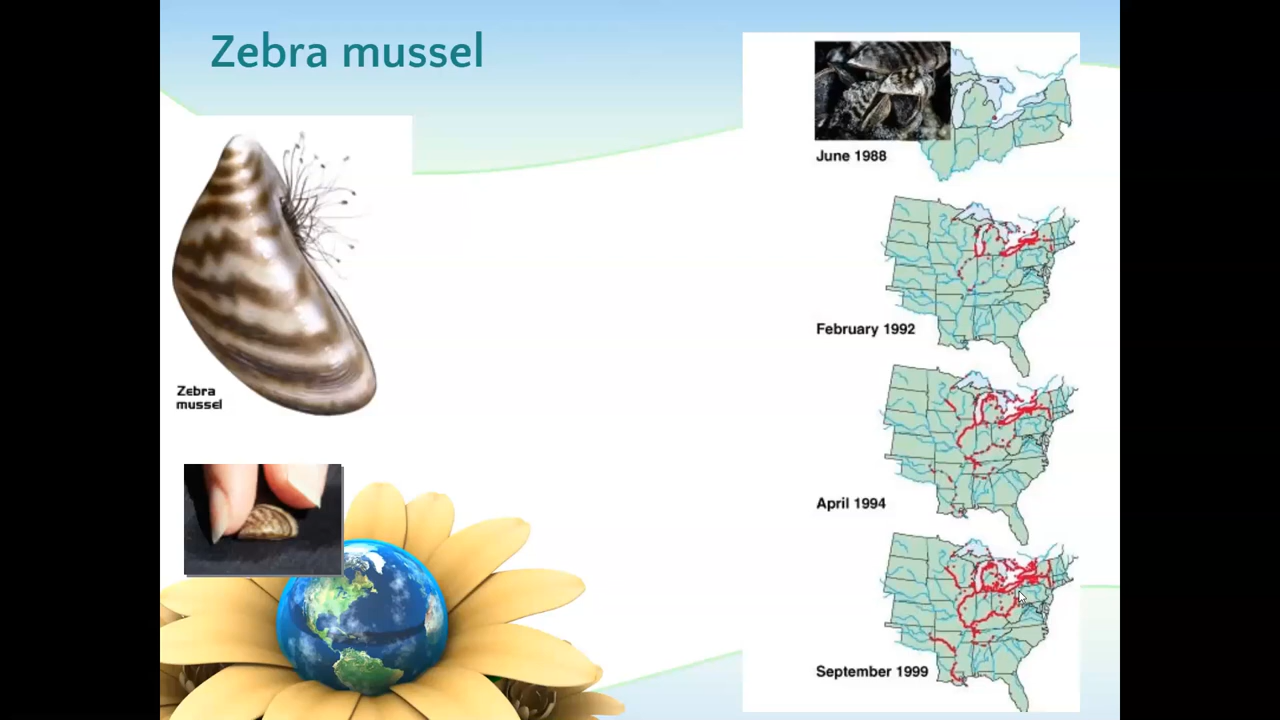 Zebra mussel
Zebra
mussel
June 1988
February 1992
April 1994
September 1999